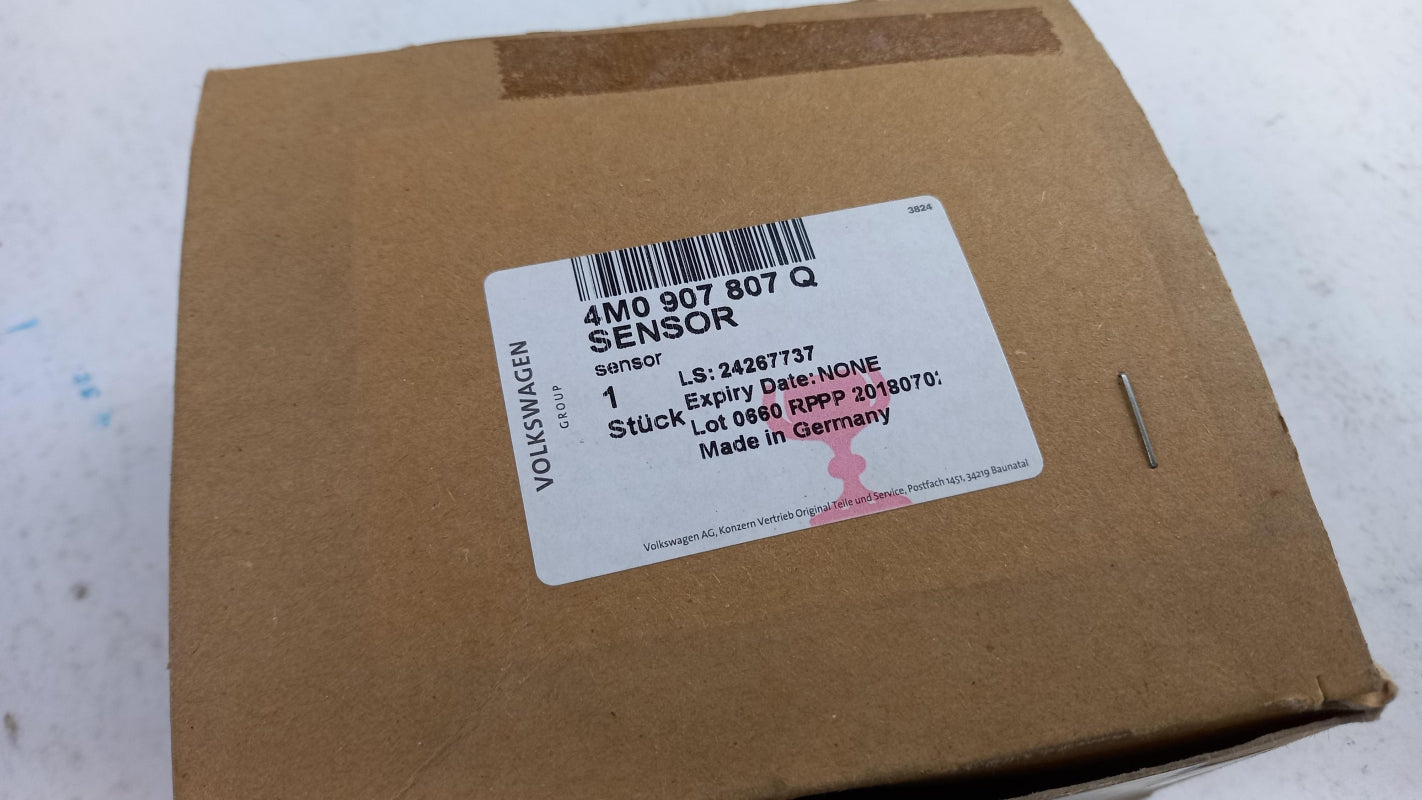 3824
4M0 907 807 Q
SENSOR
sensor
1
Stück
LS: 24267737
Expiry Date: NONE
Lot 0660 RPPP 2018070
Made in Germany
VOLKSWAGEN
GROUP
Volkswagen AG, Konzern Vertrieb Original Teile und Service, Postfach 1451, 34219 Baunatal